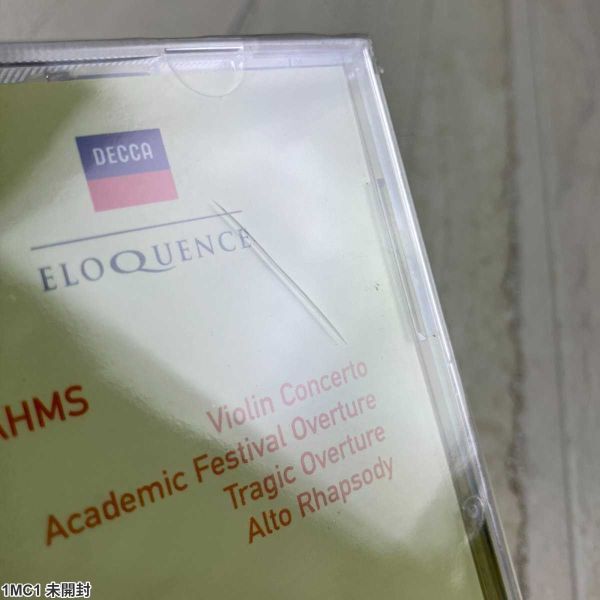 DECCA
ELOQUENCE
AHMS
Violin Concerto
Academic Festival Overture
Tragic Overture
Alto Rhapsody
1MC1 未開封